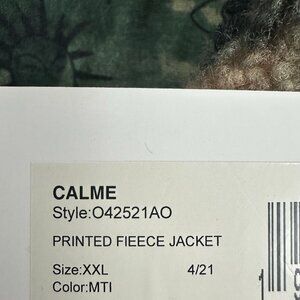 CALME
Style:O42521AO
PRINTED FIEECE JACKET
Size:XXL 4/21
Color:MTI